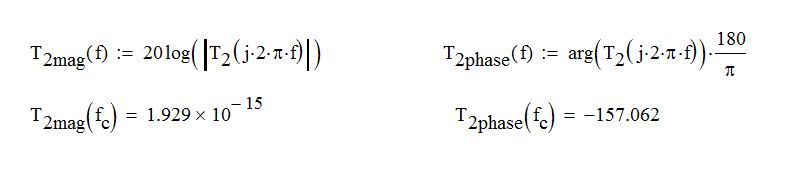 T2mag(f) := 20log(|T2(j·2·π·f)|)
T2phase(f) := arg(T2(j·2·π·f))·180/π
T2mag(fc) = 1.929 × 10^−15
T2phase(fc) = −157.062